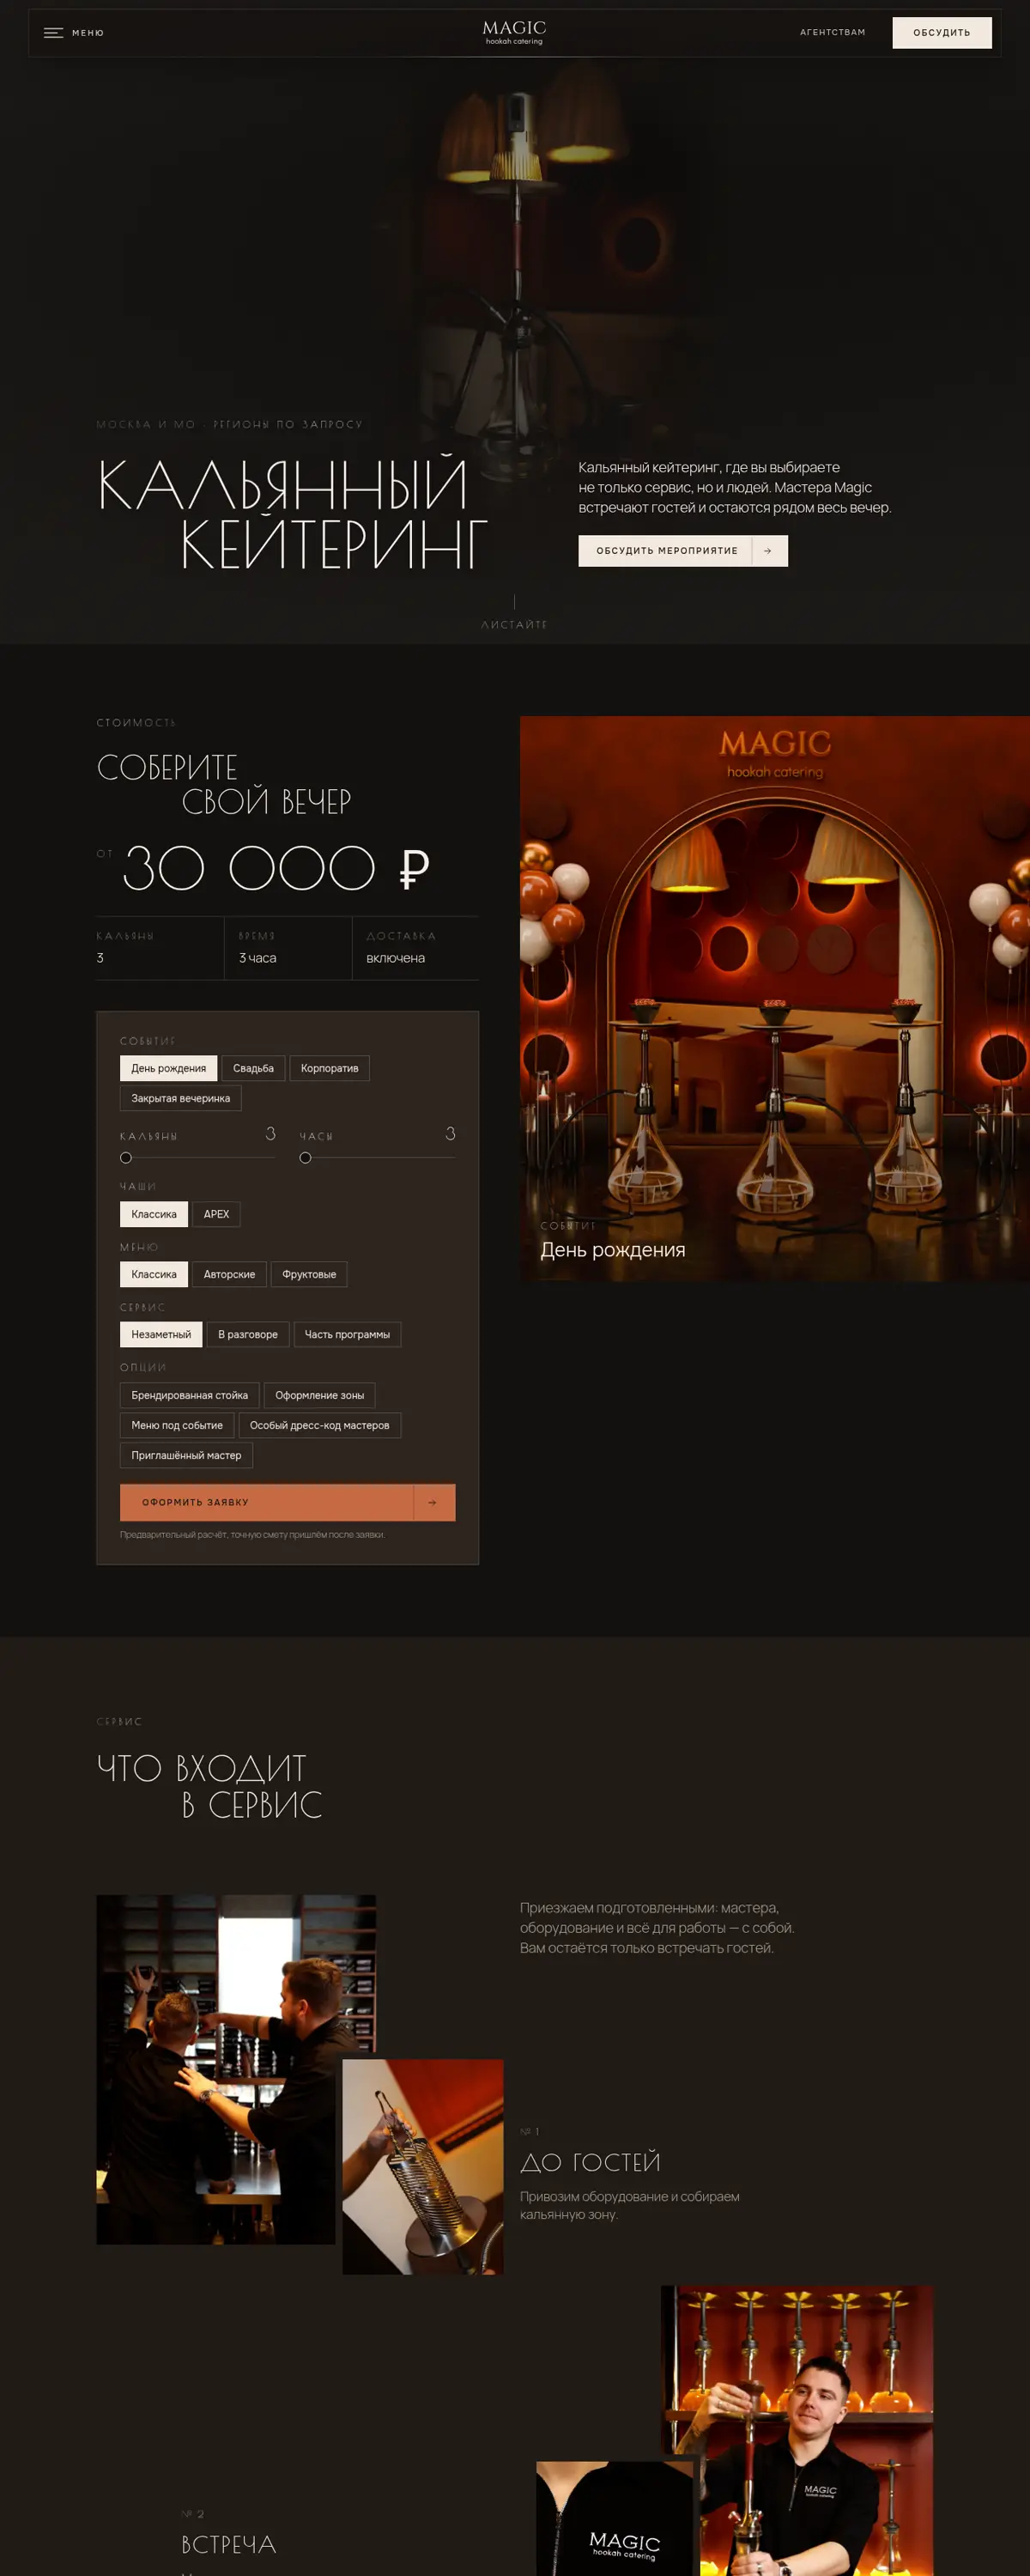 МЕНЮ
MAGIC
hookah catering
АГЕНТСТВАМ
ОБСУДИТЬ
МОСКВА И МО · РЕГИОНЫ ПО ЗАПРОСУ
КАЛЬЯННЫЙ
КЕЙТЕРИНГ
Кальянный кейтеринг, где вы выбираете
не только сервис, но и людей. Мастера Magic
встречают гостей и остаются рядом весь вечер.
ОБСУДИТЬ МЕРОПРИЯТИЕ →
ЛИСТАЙТЕ
СТОИМОСТЬ
СОБЕРИТЕ
СВОЙ ВЕЧЕР
ОТ 30 000 ₽
КАЛЬЯНЫ
3
ВРЕМЯ
3 часа
ДОСТАВКА
включена
СОБЫТИЕ
День рождения
Свадьба
Корпоратив
Закрытая вечеринка
КАЛЬЯНЫ 3
ЧАСЫ 3
ЧАШИ
Классика
APEX
МЕНЮ
Классика
Авторские
Фруктовые
СЕРВИС
Незаметный
В разговоре
Часть программы
ОПЦИИ
Брендированная стойка
Оформление зоны
Меню под событие
Особый дресс-код мастеров
Приглашённый мастер
ОФОРМИТЬ ЗАЯВКУ →
Предварительный расчёт, точную смету пришлём после заявки.
MAGIC
hookah catering
СОБЫТИЕ
День рождения
СЕРВИС
ЧТО ВХОДИТ
В СЕРВИС
Приезжаем подготовленными: мастера,
оборудование и всё для работы — с собой.
Вам остаётся только встречать гостей.
№ 1
ДО ГОСТЕЙ
Привозим оборудование и собираем
кальянную зону.
MAGIC
hookah catering
№ 2
ВСТРЕЧА
MAGIC
hookah catering